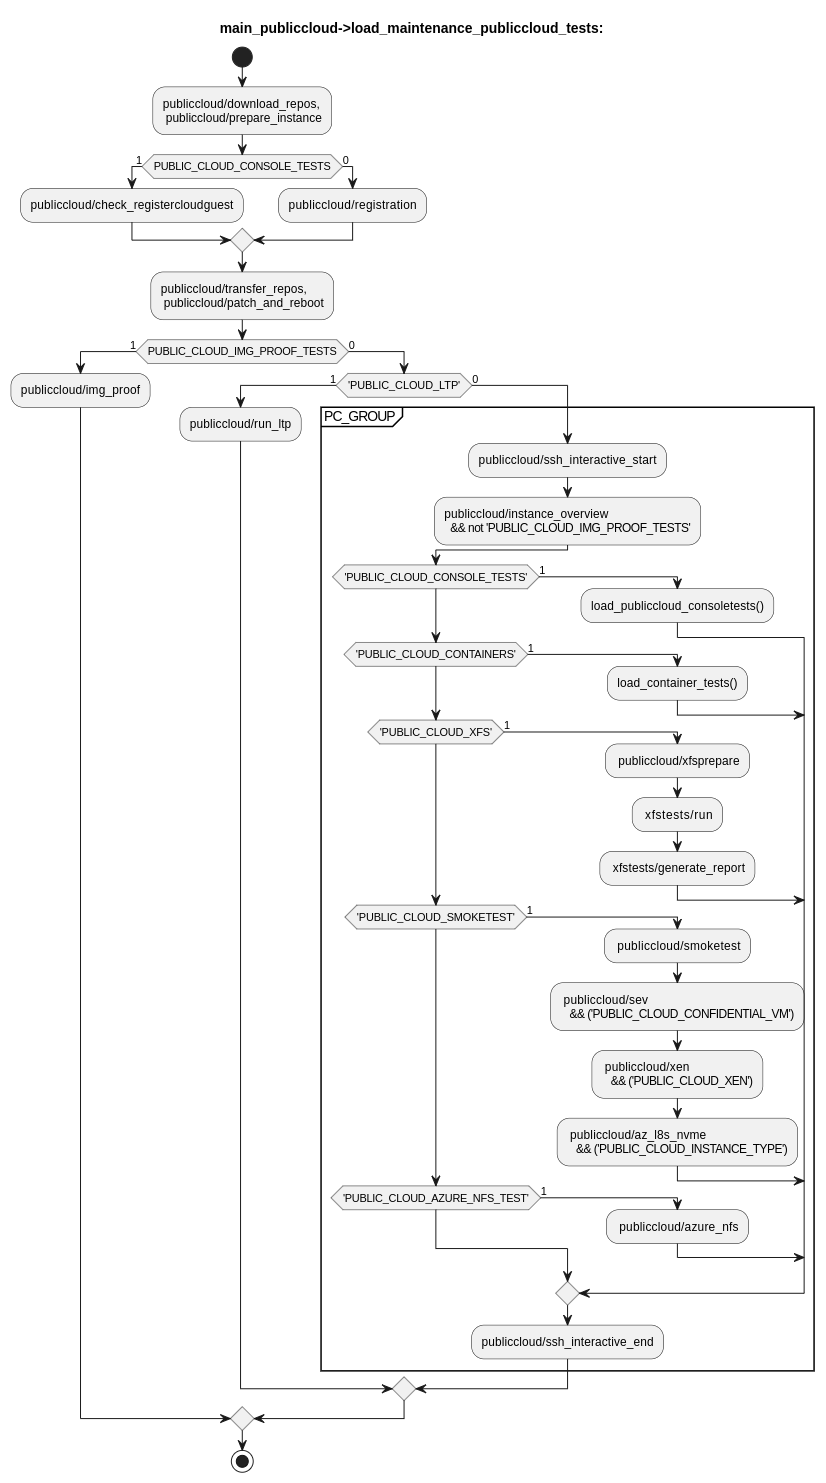 main_publiccloud->load_maintenance_publiccloud_tests:
publiccloud/download_repos,
publiccloud/prepare_instance
1
PUBLIC_CLOUD_CONSOLE_TESTS
0
publiccloud/check_registercloudguest
publiccloud/registration
publiccloud/transfer_repos,
publiccloud/patch_and_reboot
1
PUBLIC_CLOUD_IMG_PROOF_TESTS
0
publiccloud/img_proof
1
'PUBLIC_CLOUD_LTP'
0
publiccloud/run_ltp
PC_GROUP
publiccloud/ssh_interactive_start
publiccloud/instance_overview
&& not 'PUBLIC_CLOUD_IMG_PROOF_TESTS'
'PUBLIC_CLOUD_CONSOLE_TESTS'
1
load_publiccloud_consoletests()
'PUBLIC_CLOUD_CONTAINERS'
1
load_container_tests()
'PUBLIC_CLOUD_XFS'
1
publiccloud/xfsprepare
xfstests/run
xfstests/generate_report
'PUBLIC_CLOUD_SMOKETEST'
1
publiccloud/smoketest
publiccloud/sev
&& ('PUBLIC_CLOUD_CONFIDENTIAL_VM')
publiccloud/xen
&& ('PUBLIC_CLOUD_XEN')
publiccloud/az_l8s_nvme
&& ('PUBLIC_CLOUD_INSTANCE_TYPE')
'PUBLIC_CLOUD_AZURE_NFS_TEST'
1
publiccloud/azure_nfs
publiccloud/ssh_interactive_end